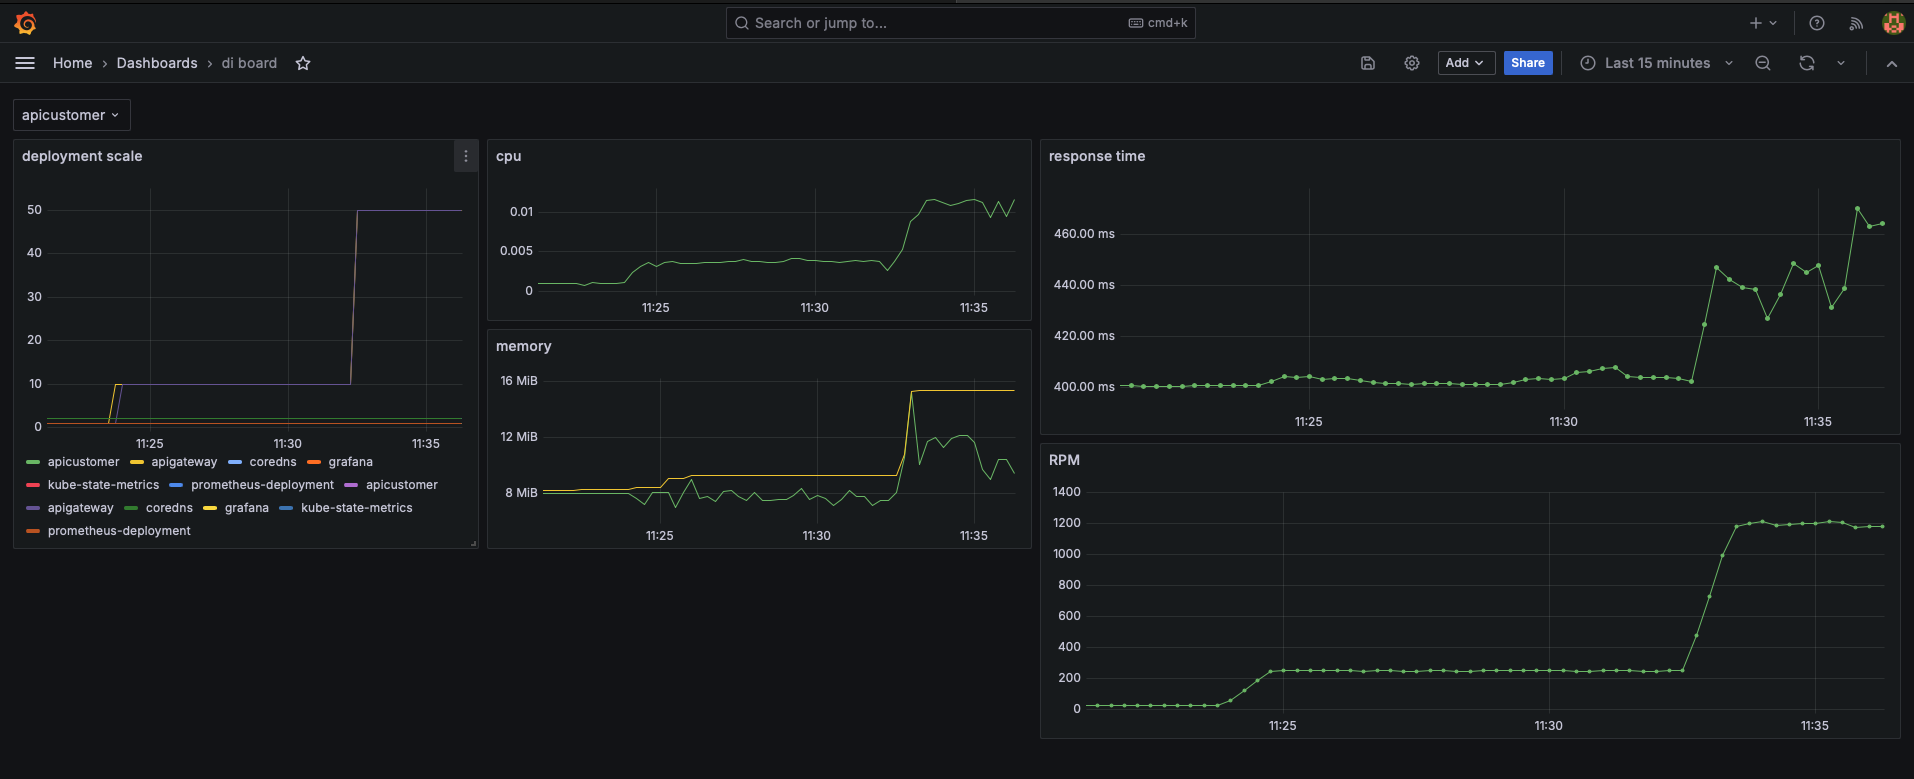 Search or jump to...
cmd+k
Home › Dashboards › di board
Add
Share
Last 15 minutes
apicustomer
deployment scale
50
40
30
20
10
0
11:25 11:30 11:35
apicustomer apigateway coredns grafana
kube-state-metrics prometheus-deployment apicustomer
apigateway coredns grafana kube-state-metrics
prometheus-deployment
cpu
0.01
0.005
0
11:25 11:30 11:35
memory
16 MiB
12 MiB
8 MiB
11:25 11:30 11:35
response time
460.00 ms
440.00 ms
420.00 ms
400.00 ms
11:25 11:30 11:35
RPM
1400
1200
1000
800
600
400
200
0
11:25 11:30 11:35